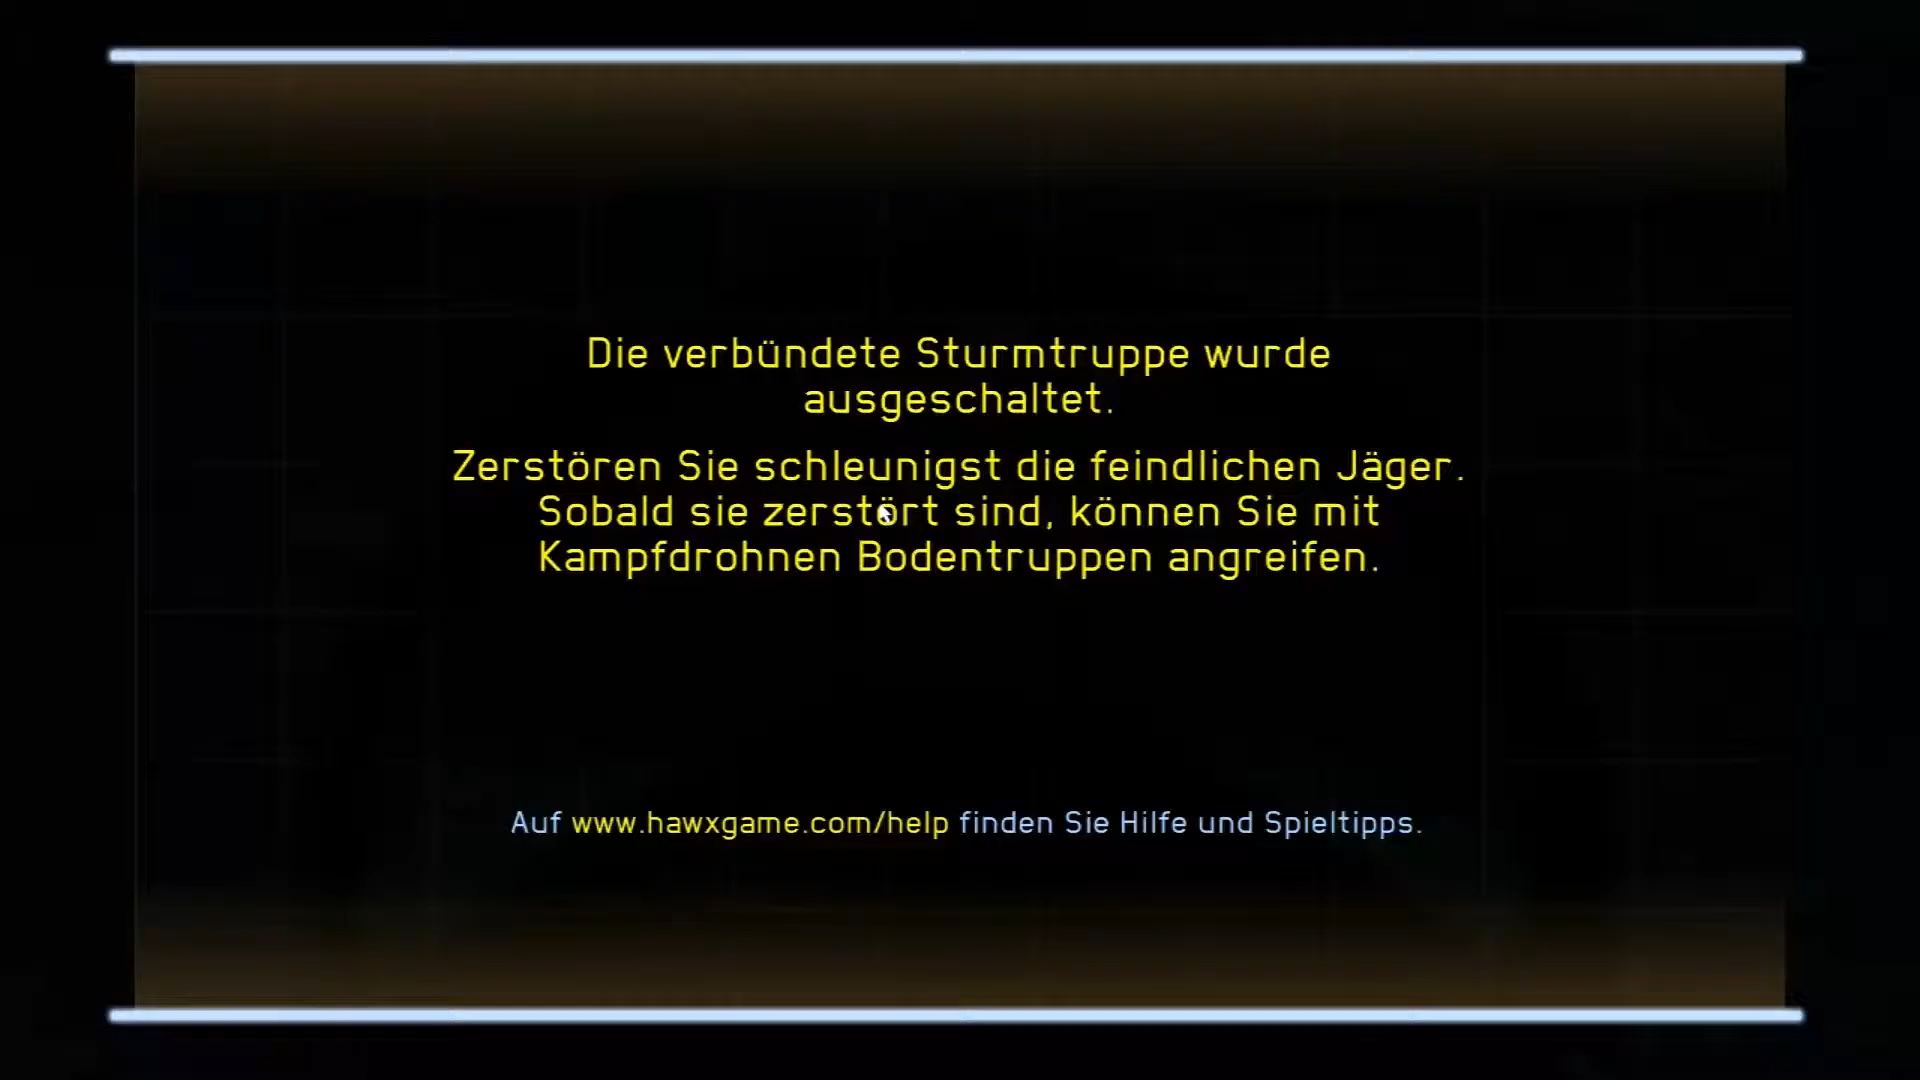 Die verbündete Sturmtruppe wurde
ausgeschaltet.
Zerstören Sie schleunigst die feindlichen Jäger.
Sobald sie zerstört sind, können Sie mit
Kampfdrohnen Bodentruppen angreifen.
Auf www.hawxgame.com/help finden Sie Hilfe und Spieltipps.